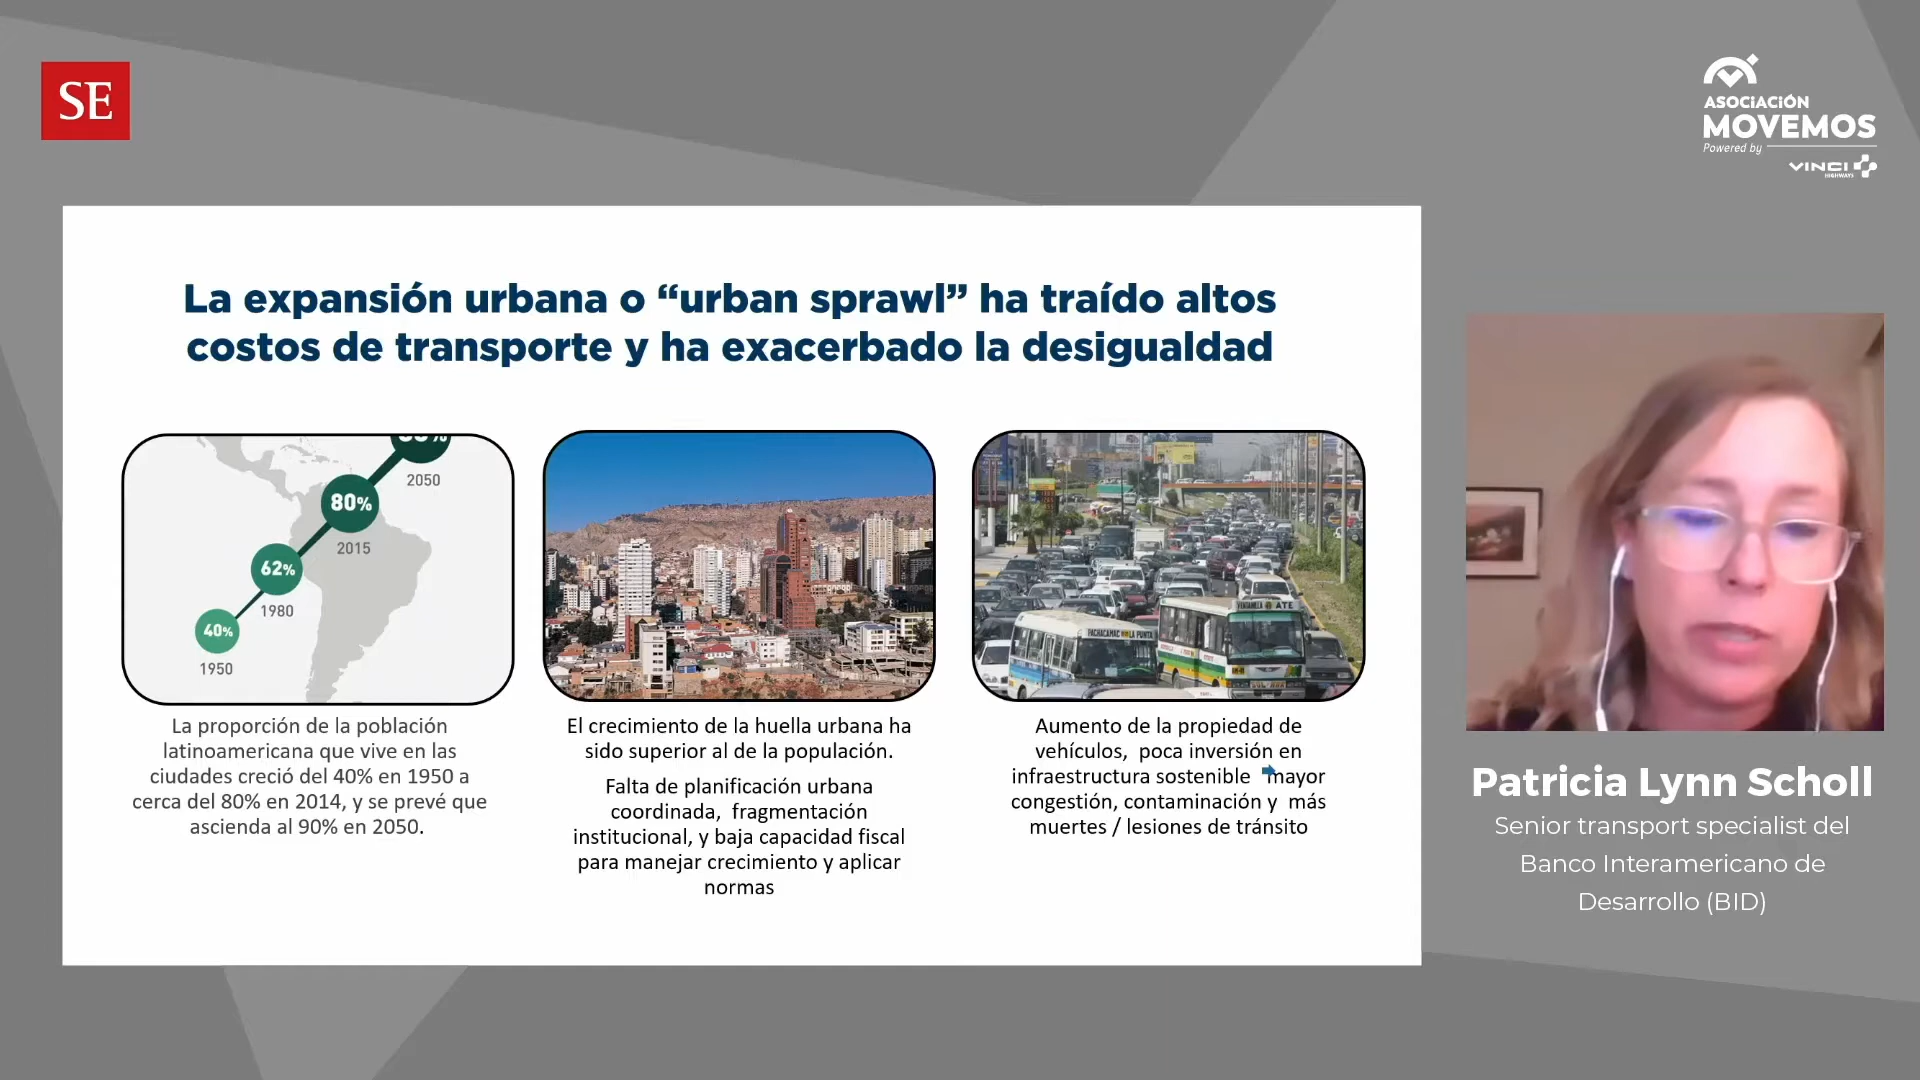 SE
ASOCIACIÓN
MOVEMOS
Powered by
VINCI
HIGHWAYS
La expansión urbana o “urban sprawl” ha traído altos
costos de transporte y ha exacerbado la desigualdad
2050
80%
2015
62%
1980
40%
1950
La proporción de la población
latinoamericana que vive en las
ciudades creció del 40% en 1950 a
cerca del 80% en 2014, y se prevé que
ascienda al 90% en 2050.
El crecimiento de la huella urbana ha
sido superior al de la populación.
Falta de planificación urbana
coordinada, fragmentación
institucional, y baja capacidad fiscal
para manejar crecimiento y aplicar
normas
VENTANILLA ATE
PACHACAMAC LA PUNTA
Aumento de la propiedad de
vehículos, poca inversión en
infraestructura sostenible mayor
congestión, contaminación y más
muertes / lesiones de tránsito
Patricia Lynn Scholl
Senior transport specialist del
Banco Interamericano de
Desarrollo (BID)